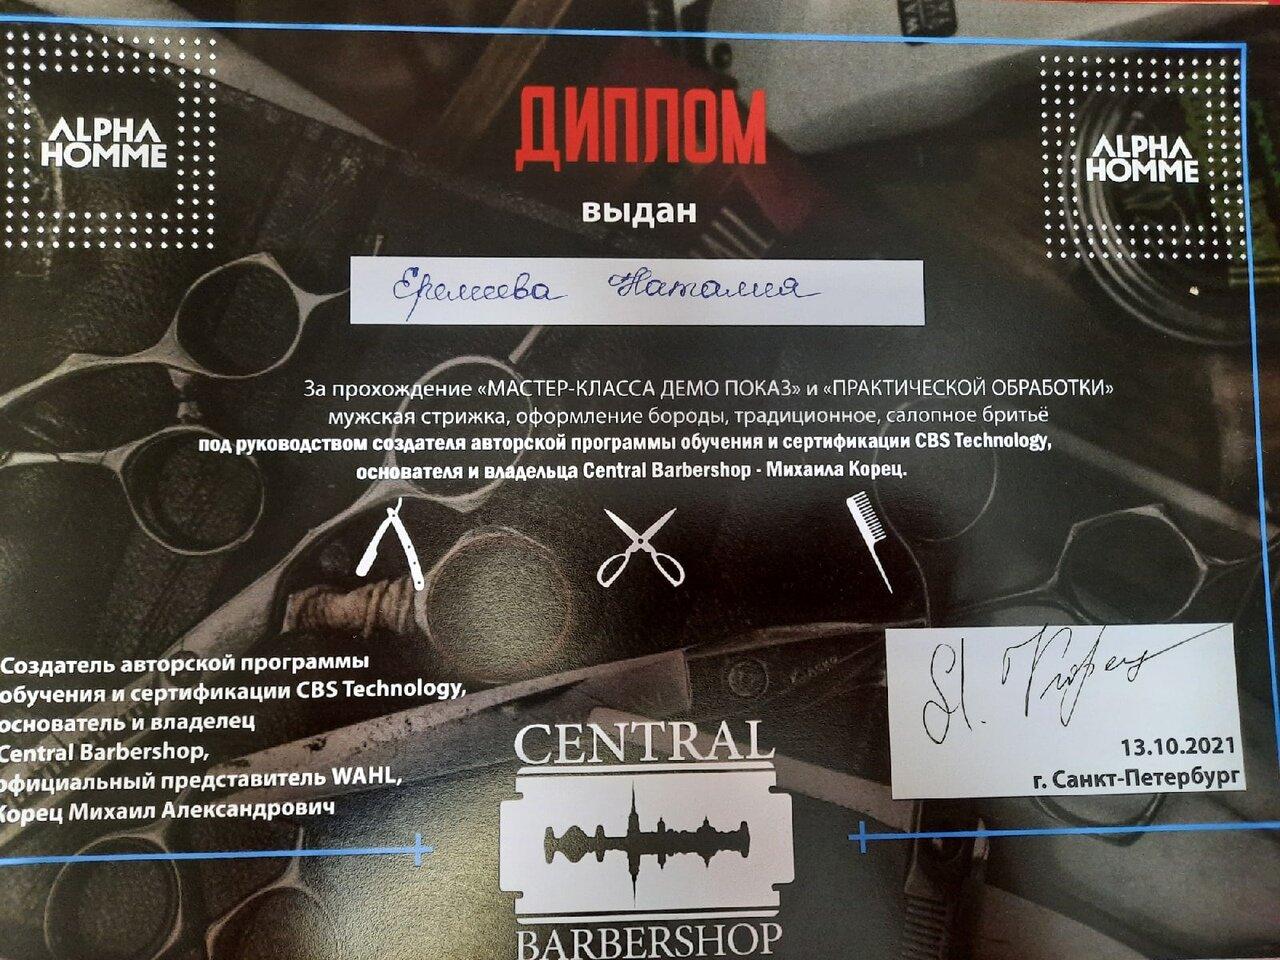 ALPHA
HOMME
ДИПЛОМ
ALPHA
HOMME
выдан
Еремеева Наталия
За прохождение «МАСТЕР-КЛАССА ДЕМО ПОКАЗ» и «ПРАКТИЧЕСКОЙ ОБРАБОТКИ»
мужская стрижка, оформление бороды, традиционное, салопное бритьё
под руководством создателя авторской программы обучения и сертификации CBS Technology,
основателя и владельца Central Barbershop - Михаила Корец.
Создатель авторской программы
обучения и сертификации CBS Technology,
основатель и владелец
Central Barbershop,
официальный представитель WAHL,
Корец Михаил Александрович
13.10.2021
г. Санкт-Петербург
CENTRAL
BARBERSHOP